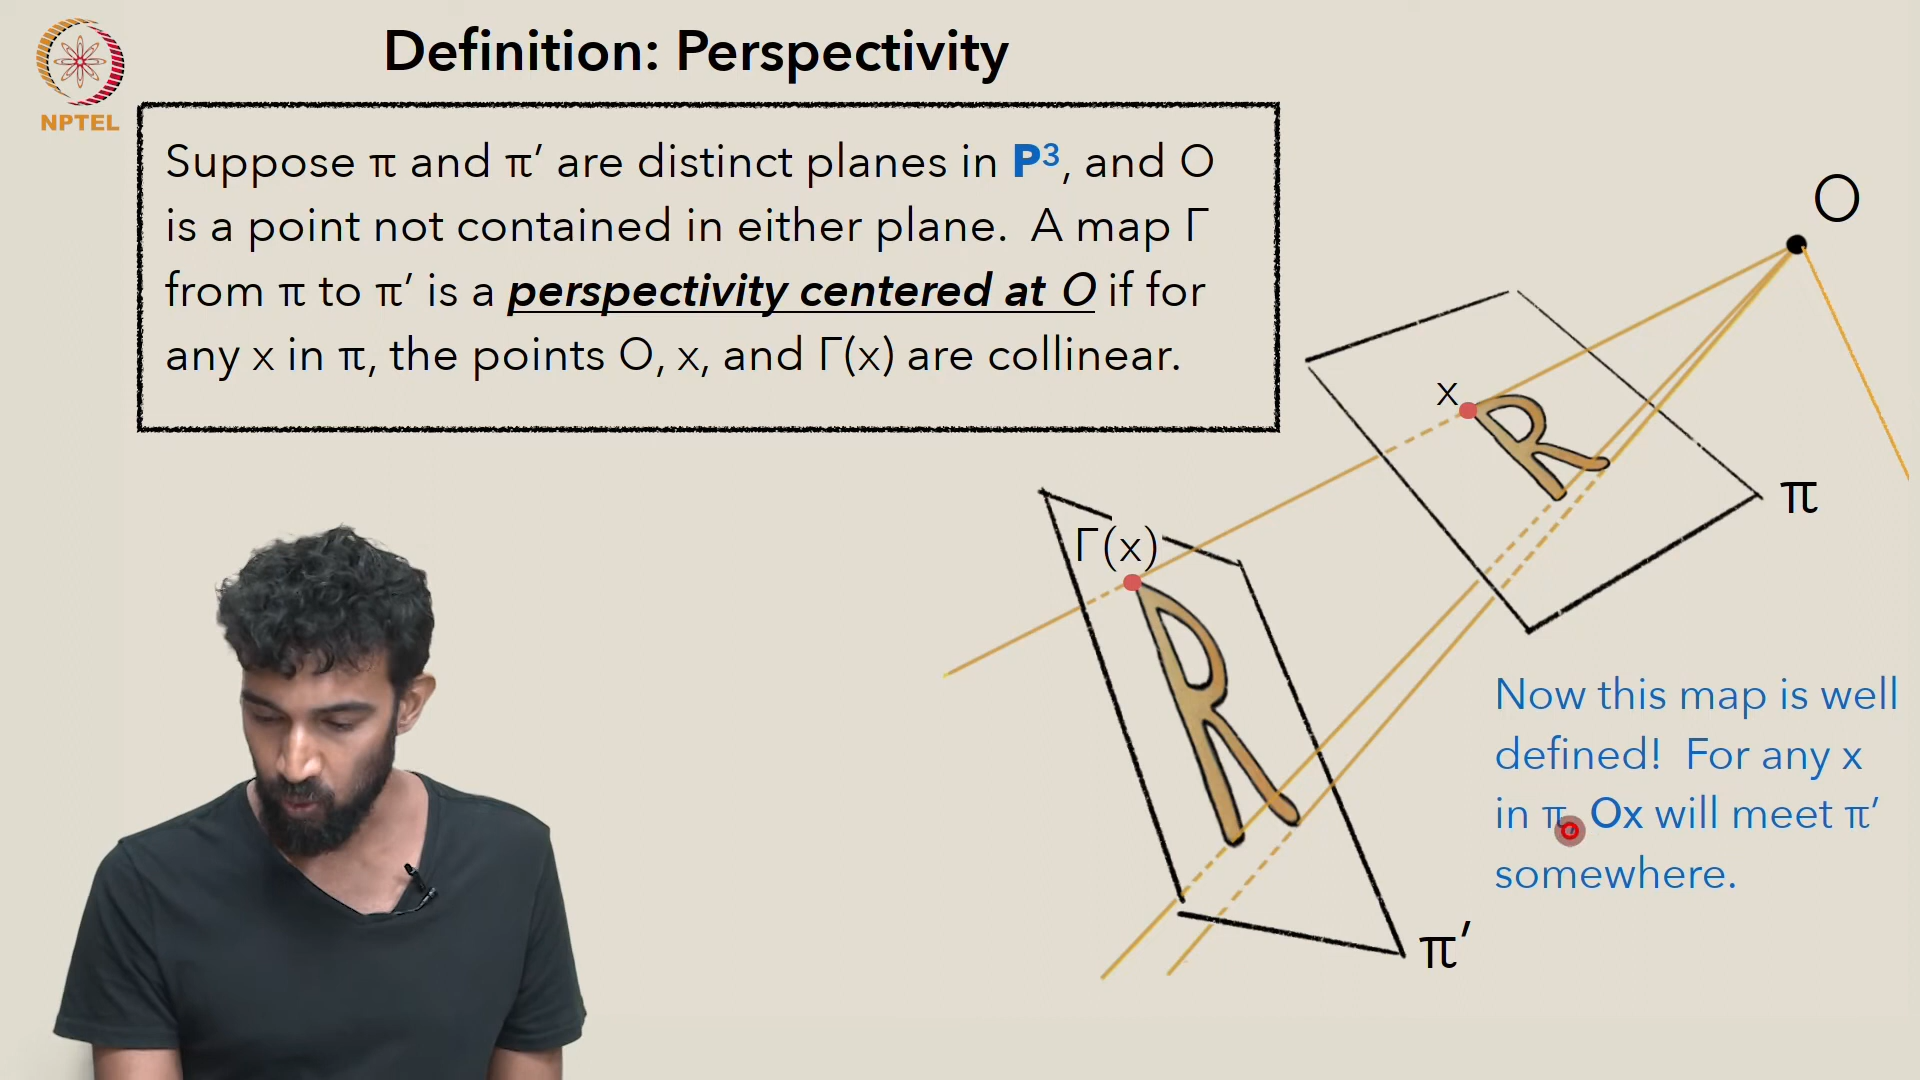 Definition: Perspectivity
NPTEL
Suppose π and π′ are distinct planes in P³, and O
is a point not contained in either plane.  A map Γ
from π to π′ is a perspectivity centered at O if for
any x in π, the points O, x, and Γ(x) are collinear.
O
x
R
π
Γ(x)
R
π′
Now this map is well
defined!  For any x
in π, Ox will meet π′
somewhere.